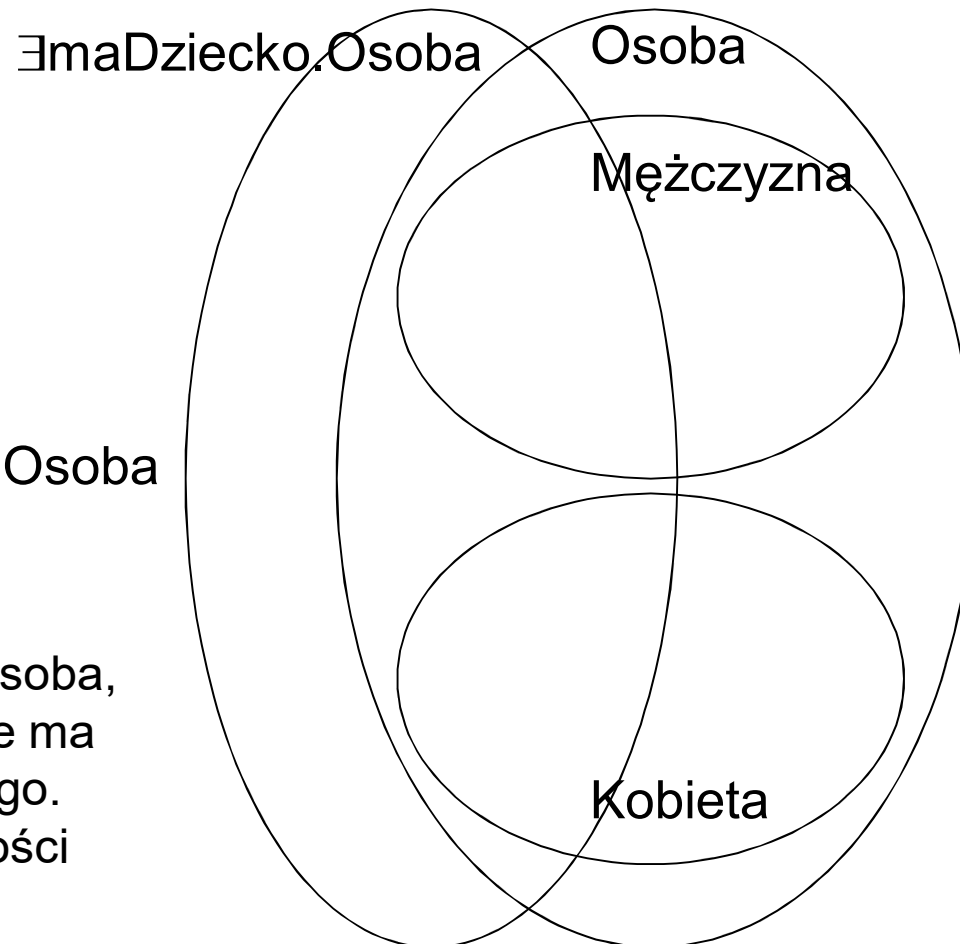 ∃maDziecko.Osoba
Osoba
Mężczyzna
Osoba
soba,
e ma
go.
ości
Kobieta